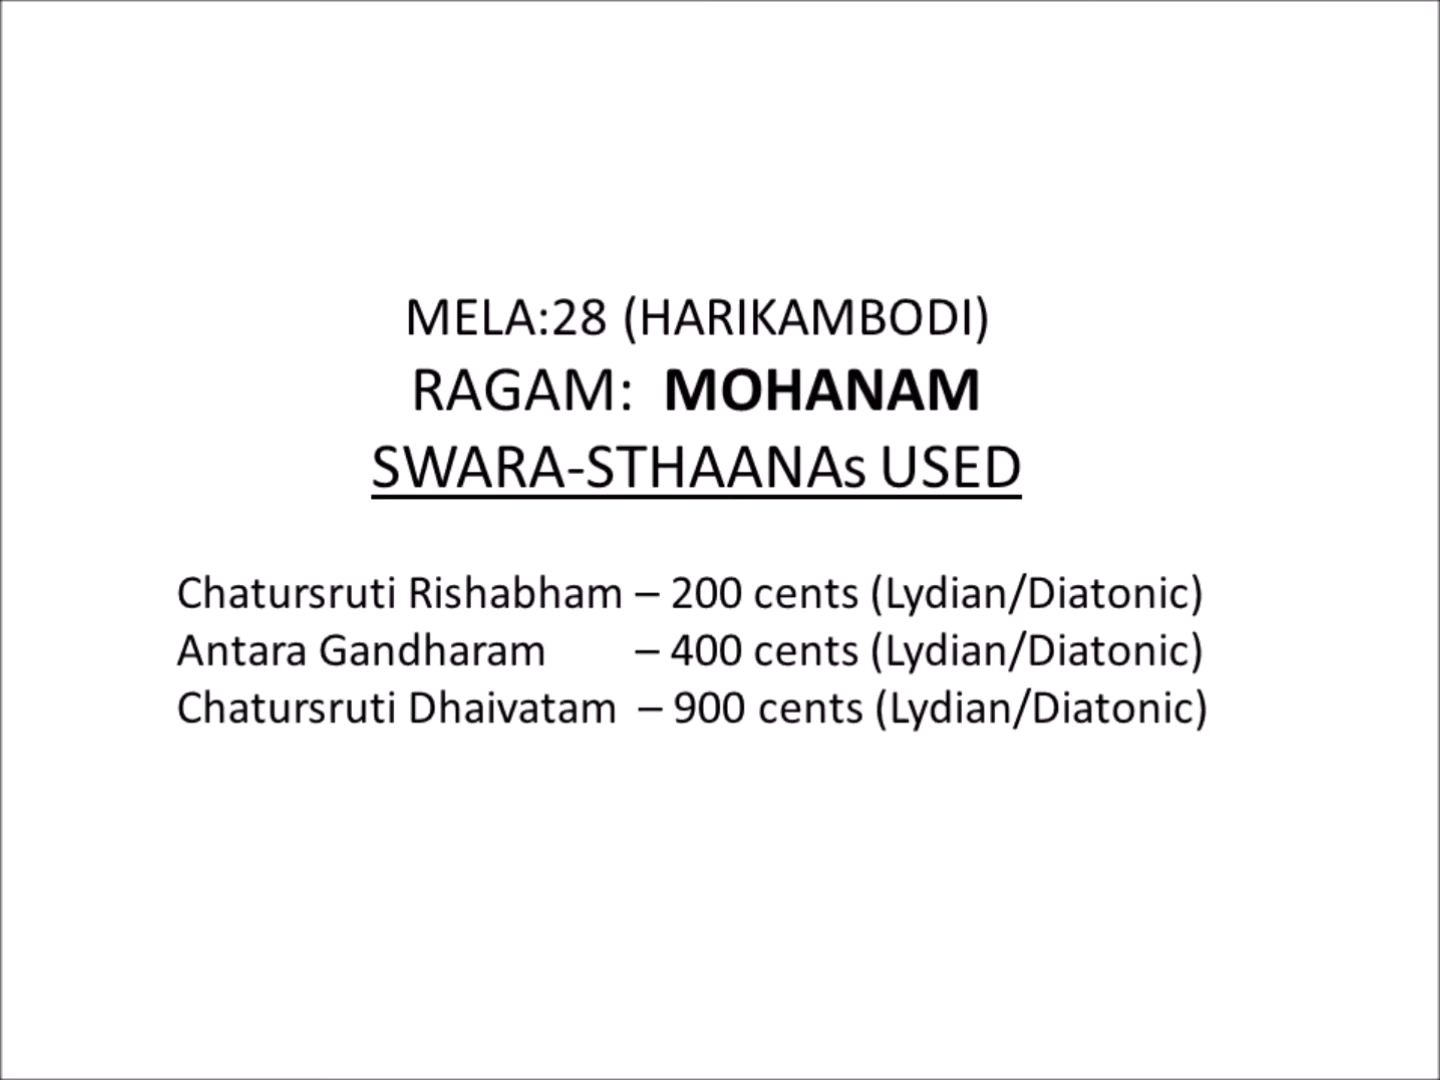 MELA:28 (HARIKAMBODI)
RAGAM: MOHANAM
SWARA-STHAANAs USED
Chatursruti Rishabham – 200 cents (Lydian/Diatonic)
Antara Gandharam – 400 cents (Lydian/Diatonic)
Chatursruti Dhaivatam – 900 cents (Lydian/Diatonic)